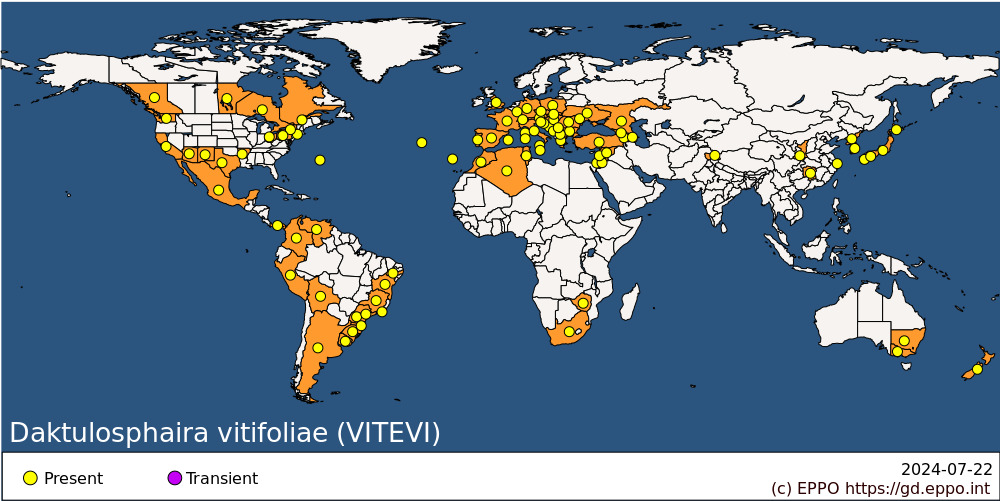 Daktulosphaira vitifoliae (VITEVI)
Present
Transient
2024-07-22
(c) EPPO https://gd.eppo.int